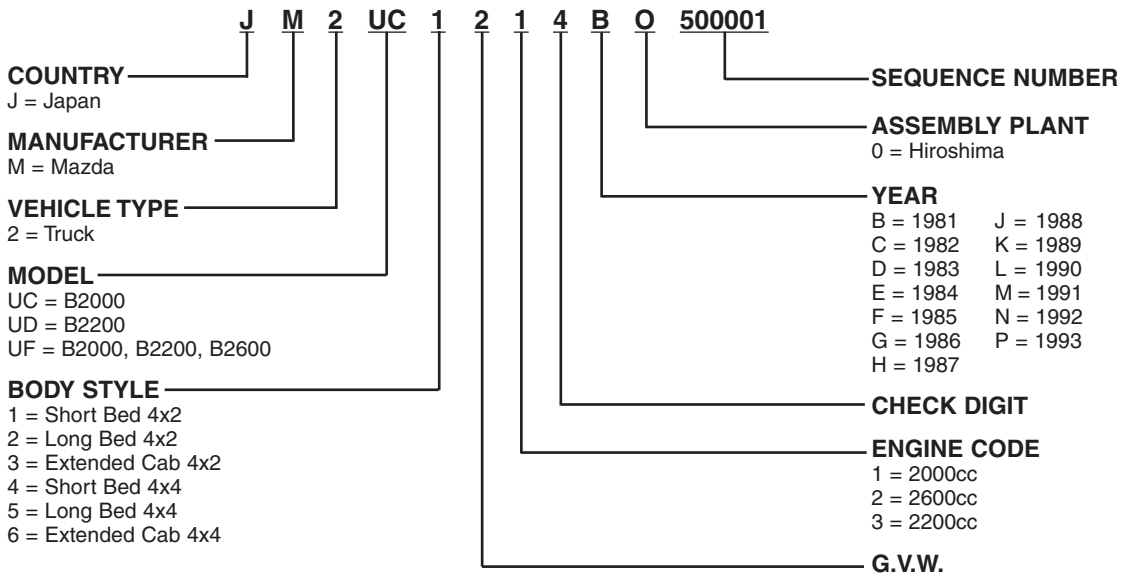 J M 2 UC 1 2 1 4 B O 500001
COUNTRY
J = Japan
MANUFACTURER
M = Mazda
VEHICLE TYPE
2 = Truck
MODEL
UC = B2000
UD = B2200
UF = B2000, B2200, B2600
BODY STYLE
1 = Short Bed 4x2
2 = Long Bed 4x2
3 = Extended Cab 4x2
4 = Short Bed 4x4
5 = Long Bed 4x4
6 = Extended Cab 4x4
SEQUENCE NUMBER
ASSEMBLY PLANT
0 = Hiroshima
YEAR
B = 1981 J = 1988
C = 1982 K = 1989
D = 1983 L = 1990
E = 1984 M = 1991
F = 1985 N = 1992
G = 1986 P = 1993
H = 1987
CHECK DIGIT
ENGINE CODE
1 = 2000cc
2 = 2600cc
3 = 2200cc
G.V.W.